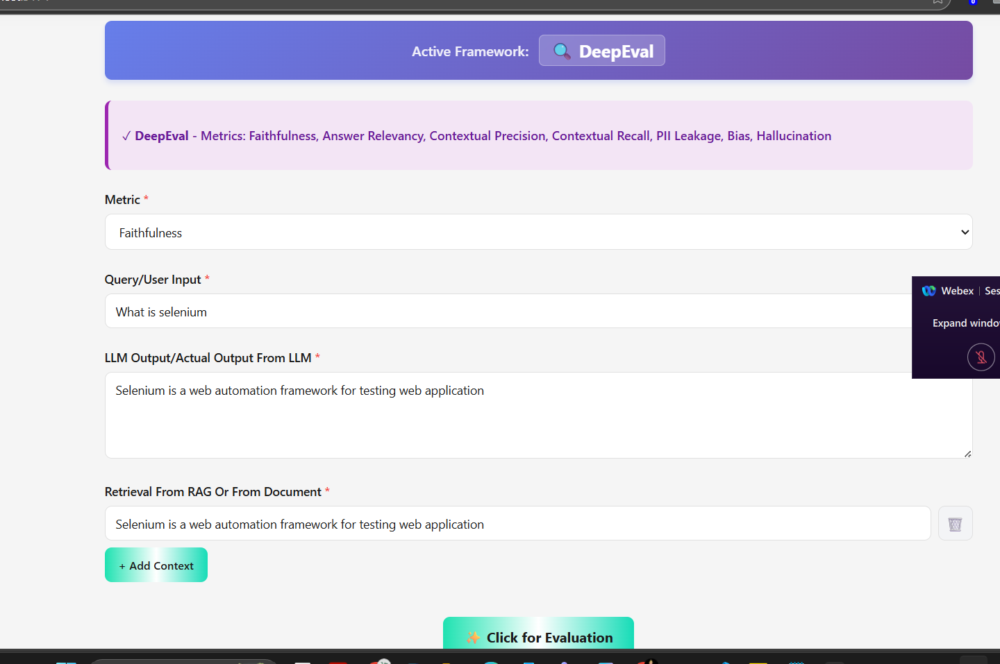 Active Framework: DeepEval
✓ DeepEval - Metrics: Faithfulness, Answer Relevancy, Contextual Precision, Contextual Recall, PII Leakage, Bias, Hallucination
Metric *
Faithfulness
Query/User Input *
What is selenium
Webex | Ses
Expand windo
LLM Output/Actual Output From LLM *
Selenium is a web automation framework for testing web application
Retrieval From RAG Or From Document *
Selenium is a web automation framework for testing web application
+ Add Context
✨ Click for Evaluation